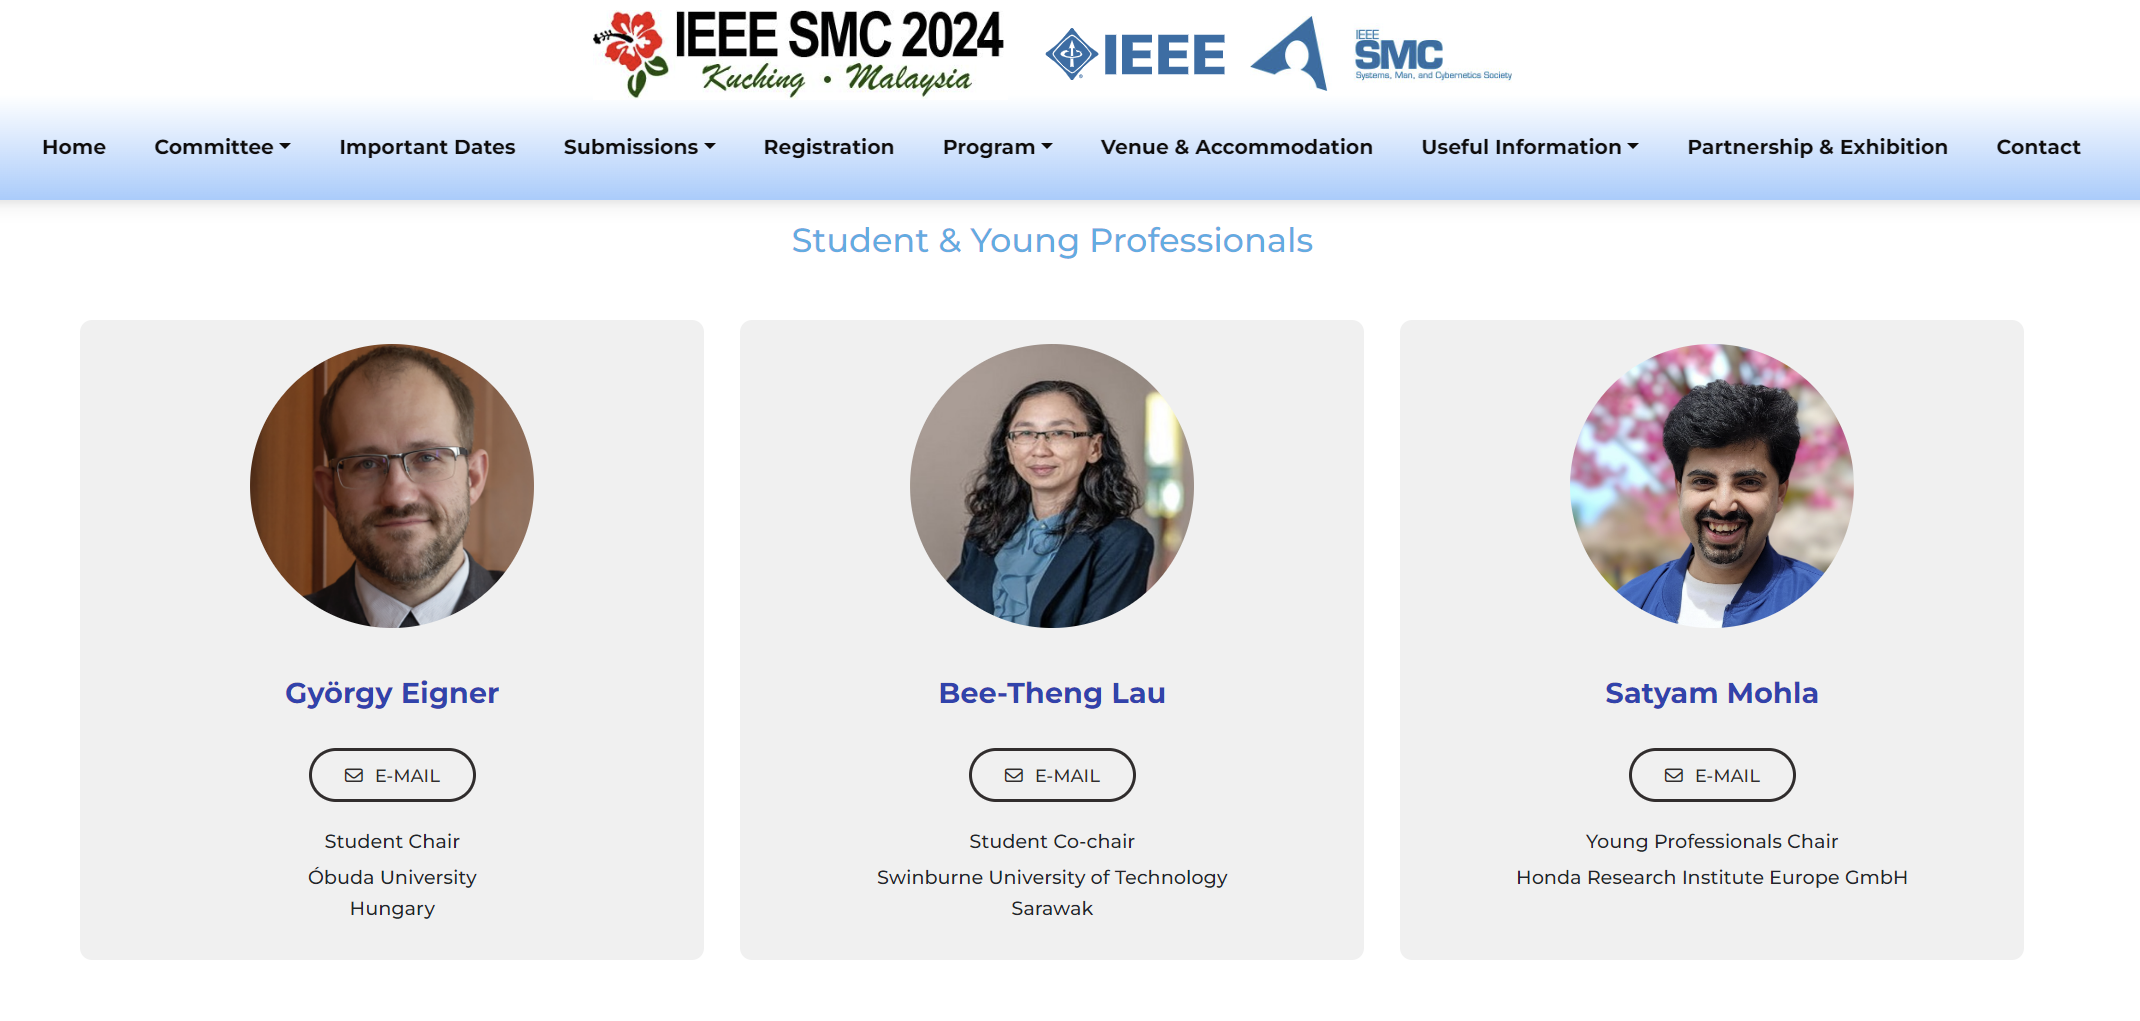 IEEE SMC 2024
Kuching • Malaysia
IEEE
IEEE
SMC
Systems, Man, and Cybernetics Society
Home Committee Important Dates Submissions Registration Program Venue & Accommodation Useful Information Partnership & Exhibition Contact
Student & Young Professionals
György Eigner
E-MAIL
Student Chair
Óbuda University
Hungary
Bee-Theng Lau
E-MAIL
Student Co-chair
Swinburne University of Technology
Sarawak
Satyam Mohla
E-MAIL
Young Professionals Chair
Honda Research Institute Europe GmbH